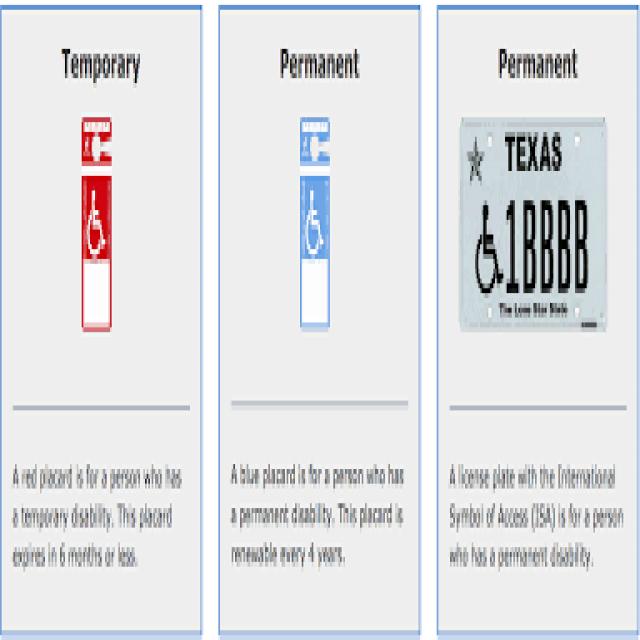 Temporary
A red placard is for a person who has
a temporary disability. This placard
expires in 6 months or less.
Permanent
A blue placard is for a person who has
a permanent disability. This placard is
renewable every 4 years.
Permanent
TEXAS
1BBBB
The Lone Star State
A license plate with the International
Symbol of Access (ISA) is for a person
who has a permanent disability.